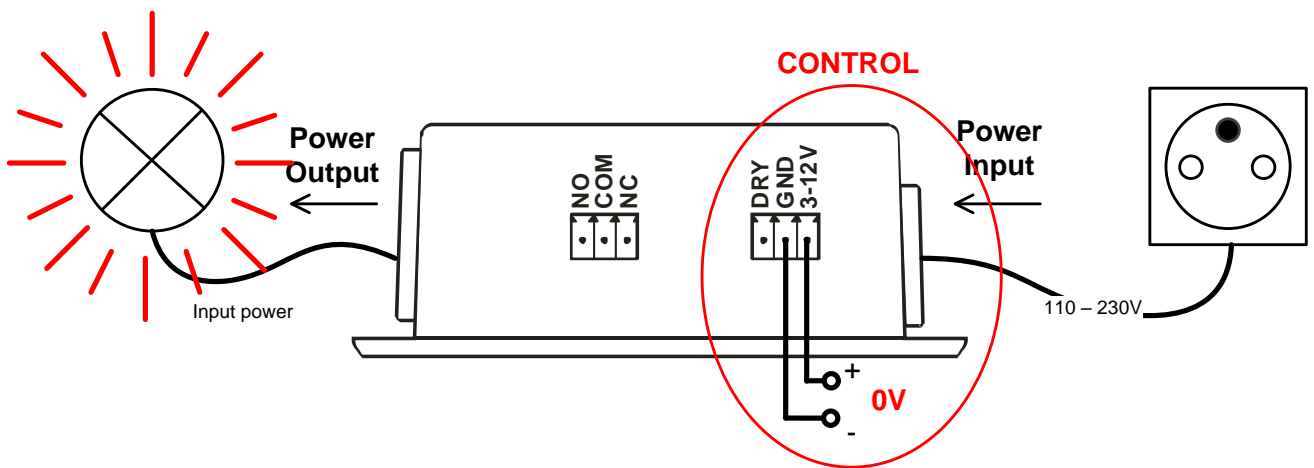 CONTROL
Power
Output
NO
COM
NC
DRY
GND
3-12V
Power
Input
Input power
110 – 230V
+
0V
-